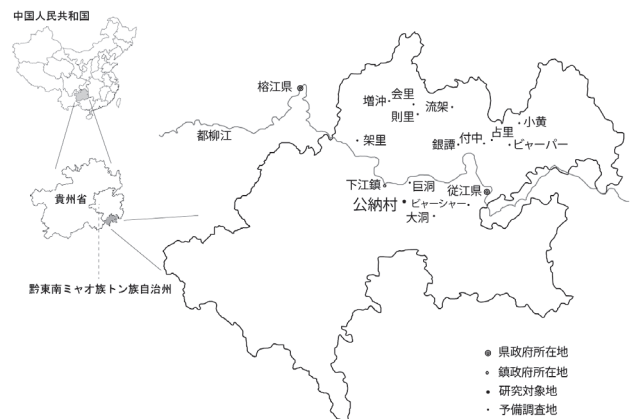 中国人民共和国
榕江県
会里
増沖
流架
則里
小黄
占里
都柳江
架里
銀譚
付中
ビャーパー
下江鎮
巨洞
従江県
貴州省
公納村
ビャーシャー
大洞
黔東南ミャオ族トン族自治州
県政府所在地
鎮政府所在地
研究対象地
予備調査地